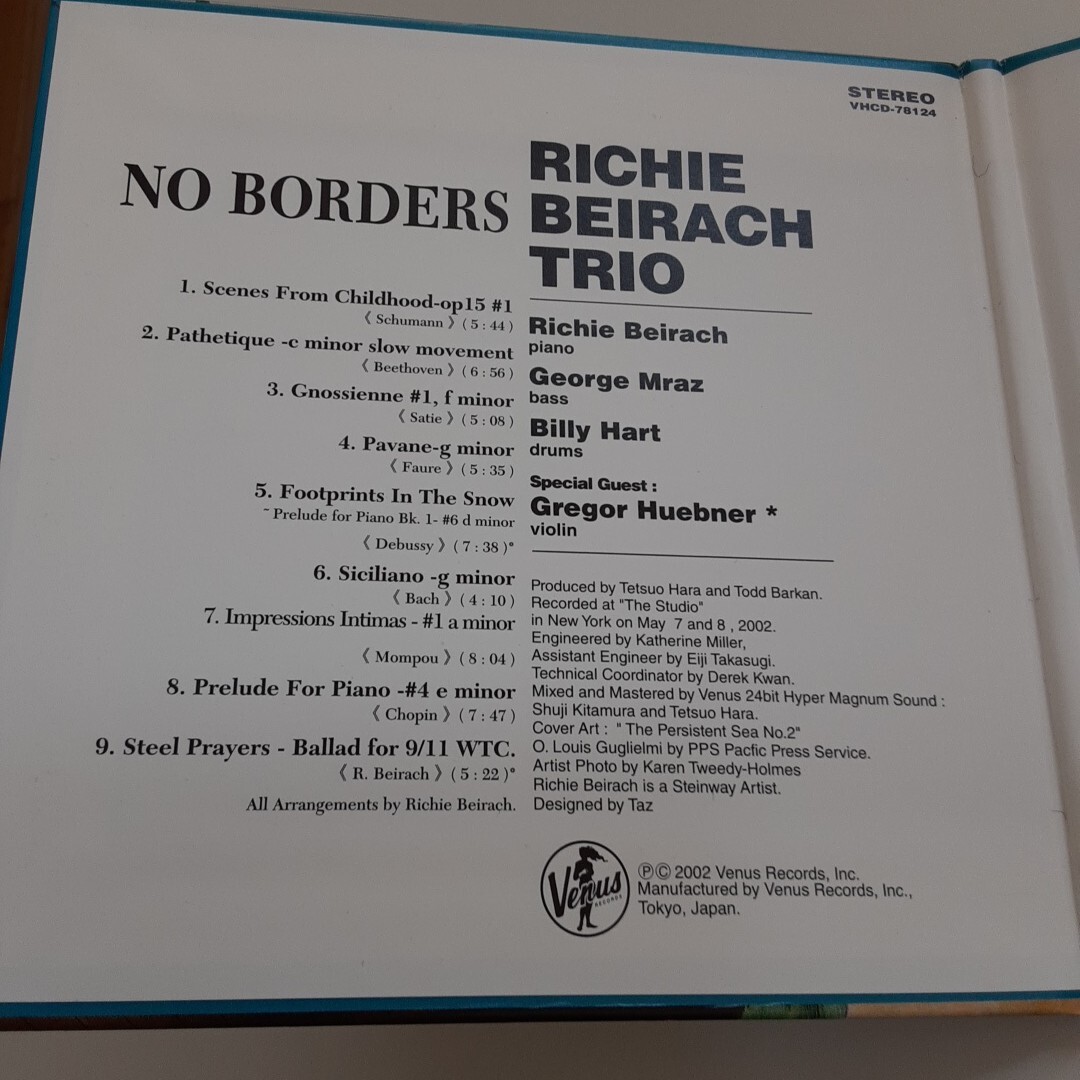 STEREO
VHCD-78124
NO BORDERS
1. Scenes From Childhood-op15 #1
《 Schumann 》( 5 : 44 )
2. Pathetique -c minor slow movement
《 Beethoven 》( 6 : 56 )
3. Gnossienne #1, f minor
《 Satie 》( 5 : 08 )
4. Pavane-g minor
《 Faure 》( 5 : 35 )
5. Footprints In The Snow
~ Prelude for Piano Bk. 1- #6 d minor
《 Debussy 》( 7 : 38 )*
6. Siciliano -g minor
《 Bach 》( 4 : 10 )
7. Impressions Intimas - #1 a minor
《 Mompou 》( 8 : 04 )
8. Prelude For Piano -#4 e minor
《 Chopin 》( 7 : 47 )
9. Steel Prayers - Ballad for 9/11 WTC.
《 R. Beirach 》( 5 : 22 )*
All Arrangements by Richie Beirach.
RICHIE
BEIRACH
TRIO
Richie Beirach
piano
George Mraz
bass
Billy Hart
drums
Special Guest :
Gregor Huebner *
violin
Produced by Tetsuo Hara and Todd Barkan.
Recorded at "The Studio"
in New York on May 7 and 8 , 2002.
Engineered by Katherine Miller,
Assistant Engineer by Eiji Takasugi.
Technical Coordinator by Derek Kwan.
Mixed and Mastered by Venus 24bit Hyper Magnum Sound :
Shuji Kitamura and Tetsuo Hara.
Cover Art : " The Persistent Sea No.2"
O. Louis Guglielmi by PPS Pacfic Press Service.
Artist Photo by Karen Tweedy-Holmes
Richie Beirach is a Steinway Artist.
Designed by Taz
Venus
RECORDS
Ⓟ© 2002 Venus Records, Inc.
Manufactured by Venus Records, Inc.,
Tokyo, Japan.